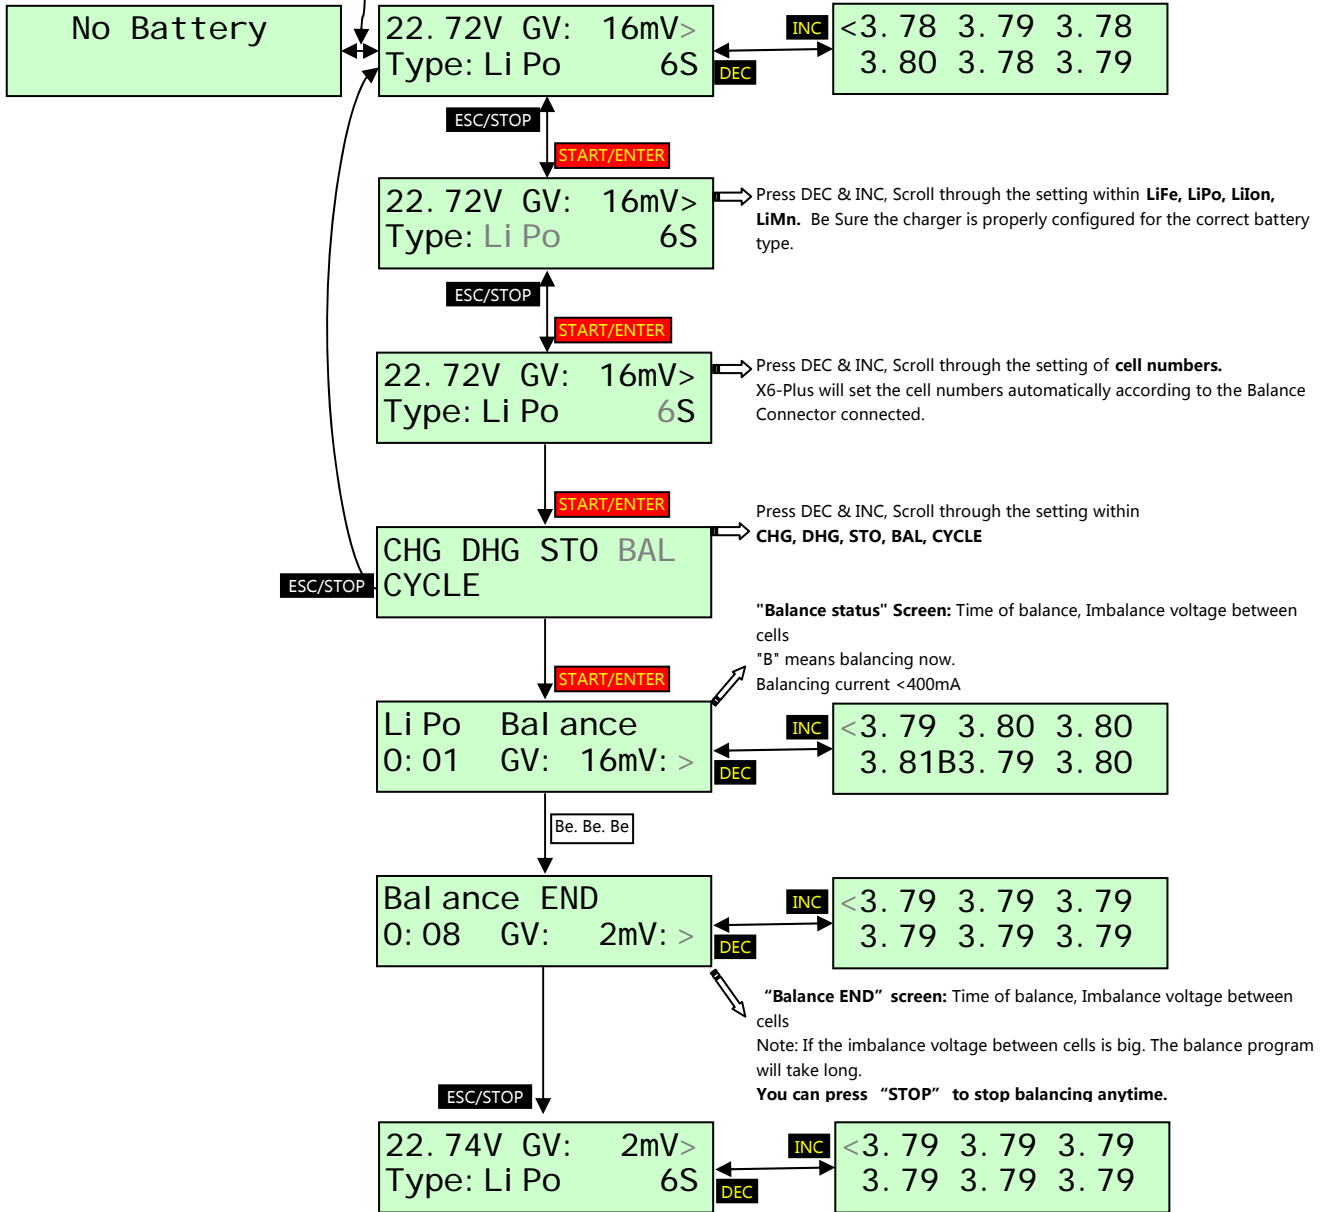 No Battery
22.72V GV: 16mV>
Type:LiPo 6S
INC
DEC
<3.78 3.79 3.78
3.80 3.78 3.79
ESC/STOP
START/ENTER
22.72V GV: 16mV>
Type:LiPo 6S
Press DEC & INC, Scroll through the setting within LiFe, LiPo, LiIon,
LiMn. Be Sure the charger is properly configured for the correct battery
type.
ESC/STOP
START/ENTER
22.72V GV: 16mV>
Type:LiPo 6S
Press DEC & INC, Scroll through the setting of cell numbers.
X6-Plus will set the cell numbers automatically according to the Balance
Connector connected.
START/ENTER
CHG DHG STO BAL
CYCLE
Press DEC & INC, Scroll through the setting within
CHG, DHG, STO, BAL, CYCLE
ESC/STOP
START/ENTER
"Balance status" Screen: Time of balance, Imbalance voltage between
cells
"B" means balancing now.
Balancing current <400mA
LiPo Balance
0:01 GV: 16mV:>
INC
DEC
<3.79 3.80 3.80
3.81B3.79 3.80
Be. Be. Be
Balance END
0:08 GV: 2mV:>
INC
DEC
<3.79 3.79 3.79
3.79 3.79 3.79
“Balance END” screen: Time of balance, Imbalance voltage between
cells
Note: If the imbalance voltage between cells is big. The balance program
will take long.
You can press “STOP” to stop balancing anytime.
ESC/STOP
22.74V GV: 2mV>
Type:LiPo 6S
INC
DEC
<3.79 3.79 3.79
3.79 3.79 3.79